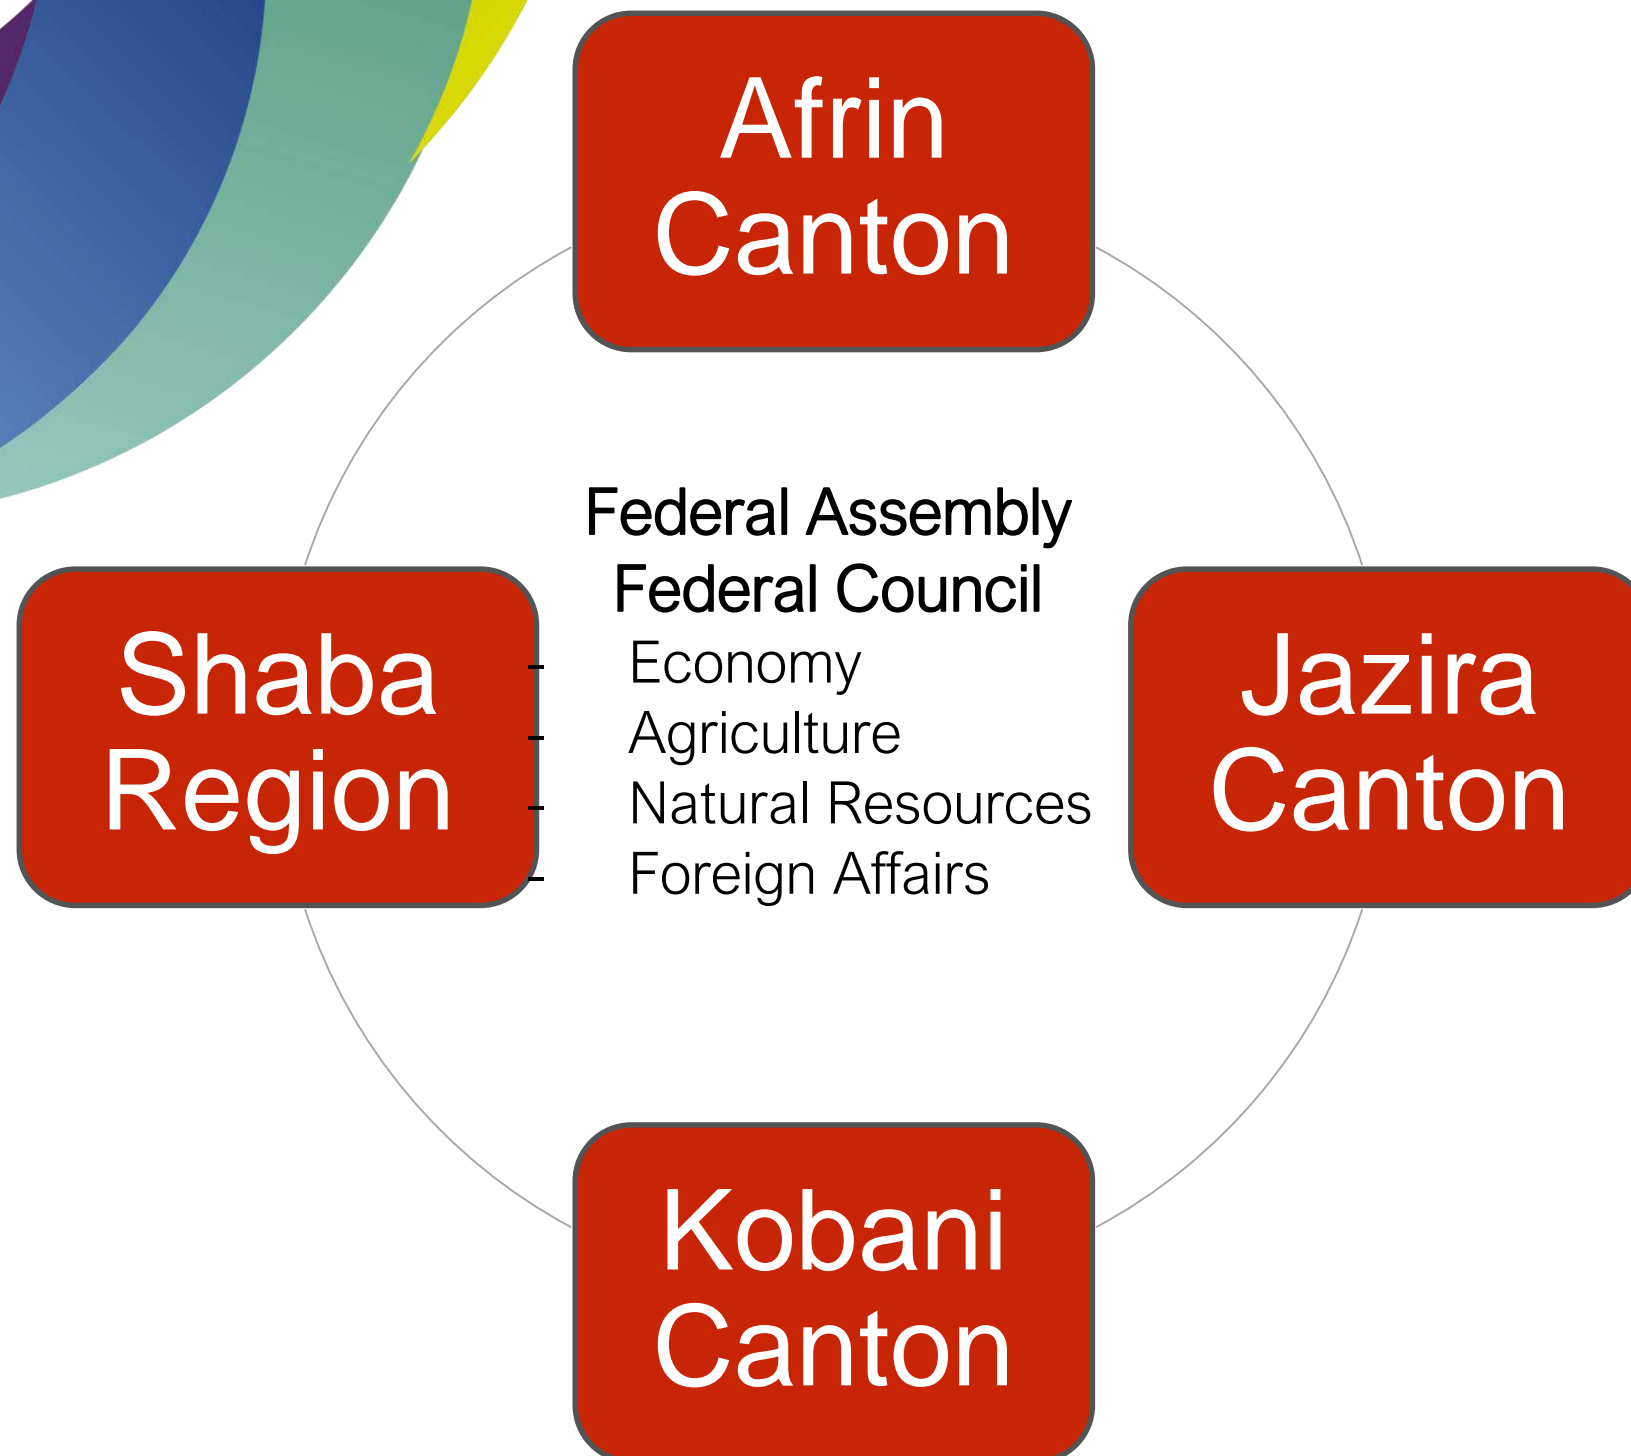 Afrin
Canton
Federal Assembly
Federal Council
- Economy
- Agriculture
- Natural Resources
- Foreign Affairs
Shaba
Region
Jazira
Canton
Kobani
Canton